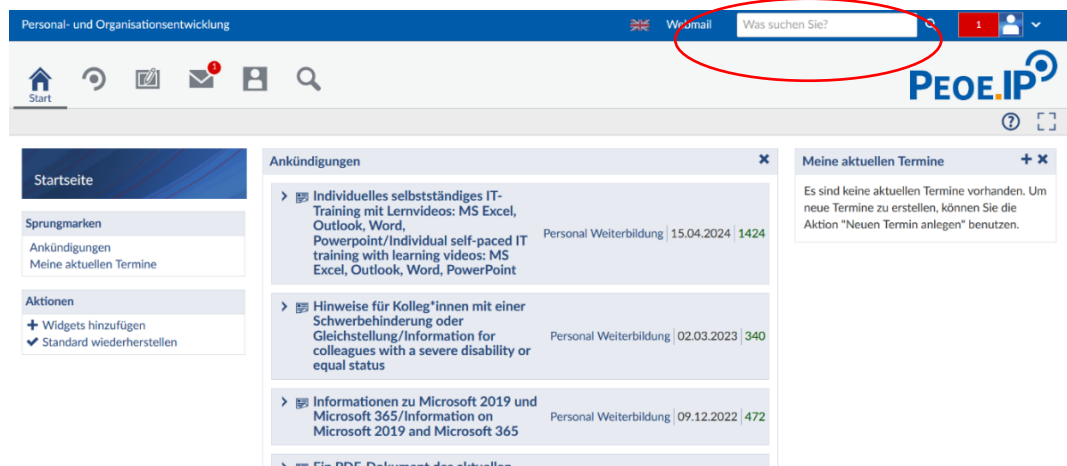 Personal- und Organisationsentwicklung
Webmail
Was suchen Sie?
1
1
Start
PEOE.IP
Startseite
Sprungmarken
Ankündigungen
Meine aktuellen Termine
Aktionen
Widgets hinzufügen
Standard wiederherstellen
Ankündigungen
Individuelles selbstständiges IT-
Training mit Lernvideos: MS Excel,
Outlook, Word,
Powerpoint/Individual self-paced IT
training with learning videos: MS
Excel, Outlook, Word, PowerPoint
Personal Weiterbildung 15.04.2024 1424
Hinweise für Kolleg*innen mit einer
Schwerbehinderung oder
Gleichstellung/Information for
colleagues with a severe disability or
equal status
Personal Weiterbildung 02.03.2023 340
Informationen zu Microsoft 2019 und
Microsoft 365/Information on
Microsoft 2019 and Microsoft 365
Personal Weiterbildung 09.12.2022 472
Ein PDF-Dokument des aktuellen
Meine aktuellen Termine
Es sind keine aktuellen Termine vorhanden. Um
neue Termine zu erstellen, können Sie die
Aktion "Neuen Termin anlegen" benutzen.